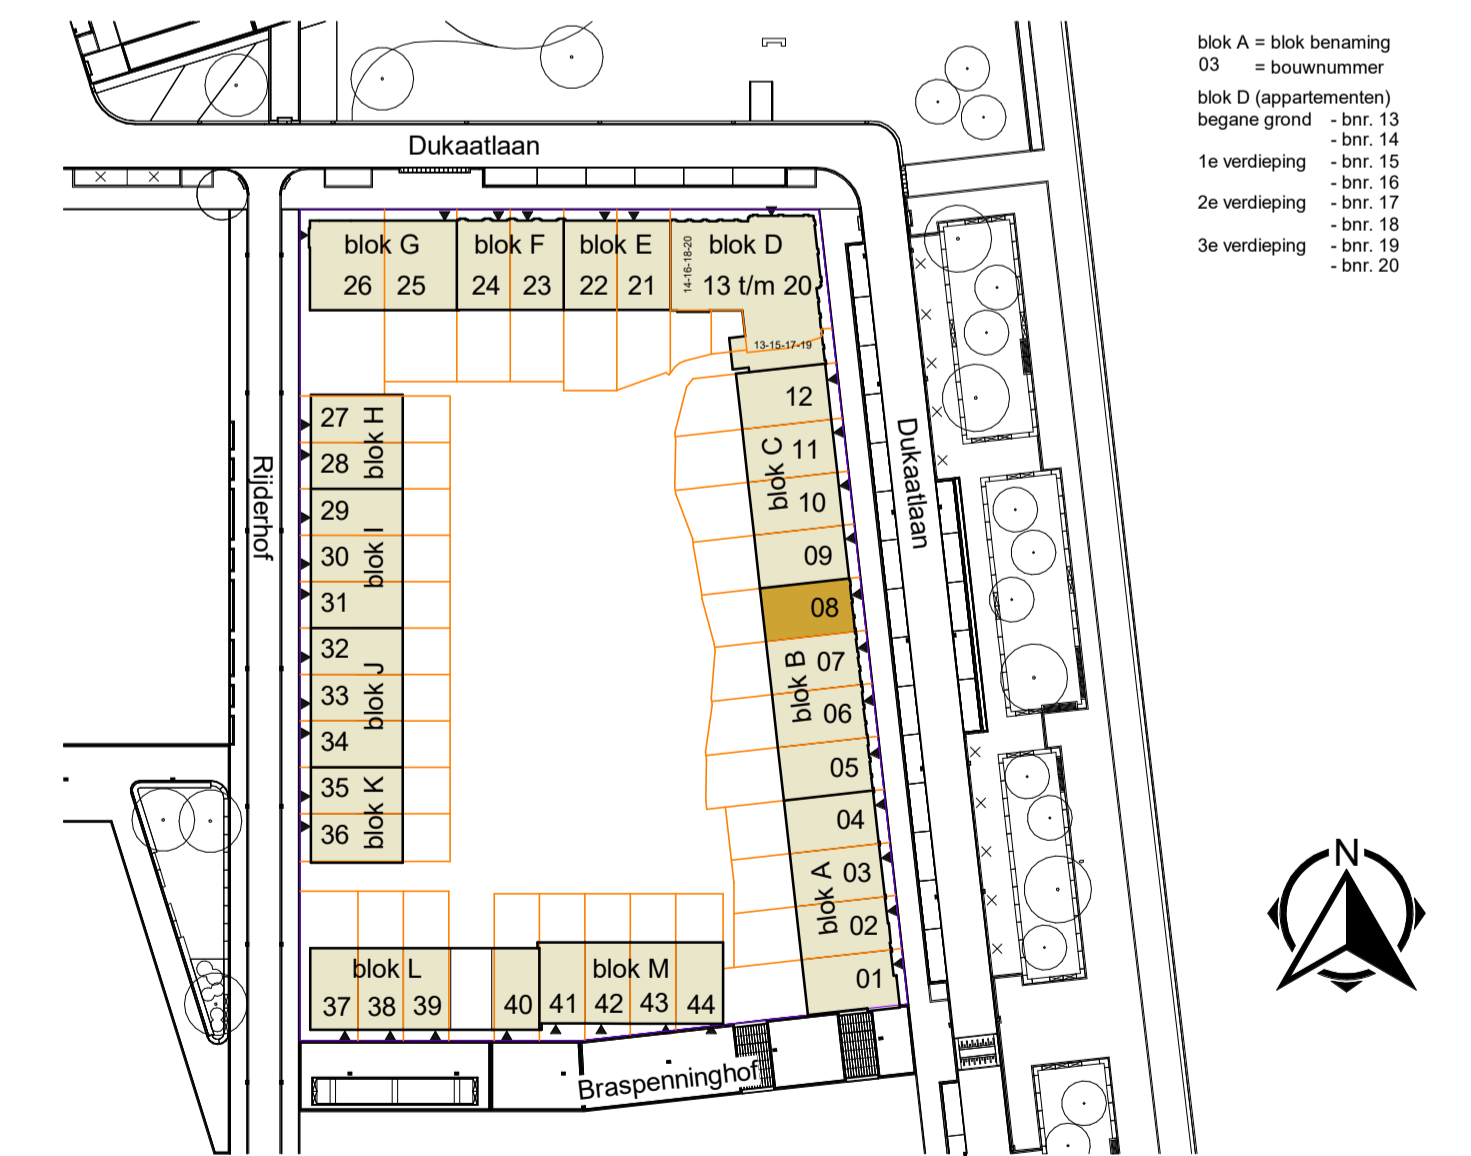 blok A = blok benaming
03 = bouwnummer
blok D (appartementen)
begane grond - bnr. 13
- bnr. 14
1e verdieping - bnr. 15
- bnr. 16
2e verdieping - bnr. 17
- bnr. 18
3e verdieping - bnr. 19
- bnr. 20
Dukaatlaan
blok G
26 25
blok F
24 23
blok E
22 21
14-16-18-20
blok D
13 t/m 20
13-15-17-19
12
11
10
09
blok C
08
07
06
05
blok B
04
03
02
01
blok A
Dukaatlaan
Rijderhof
27
28
blok H
29
30
31
blok I
32
33
34
blok J
35
36
blok K
blok L
37 38 39 40
blok M
41 42 43 44
Braspenninghof
N